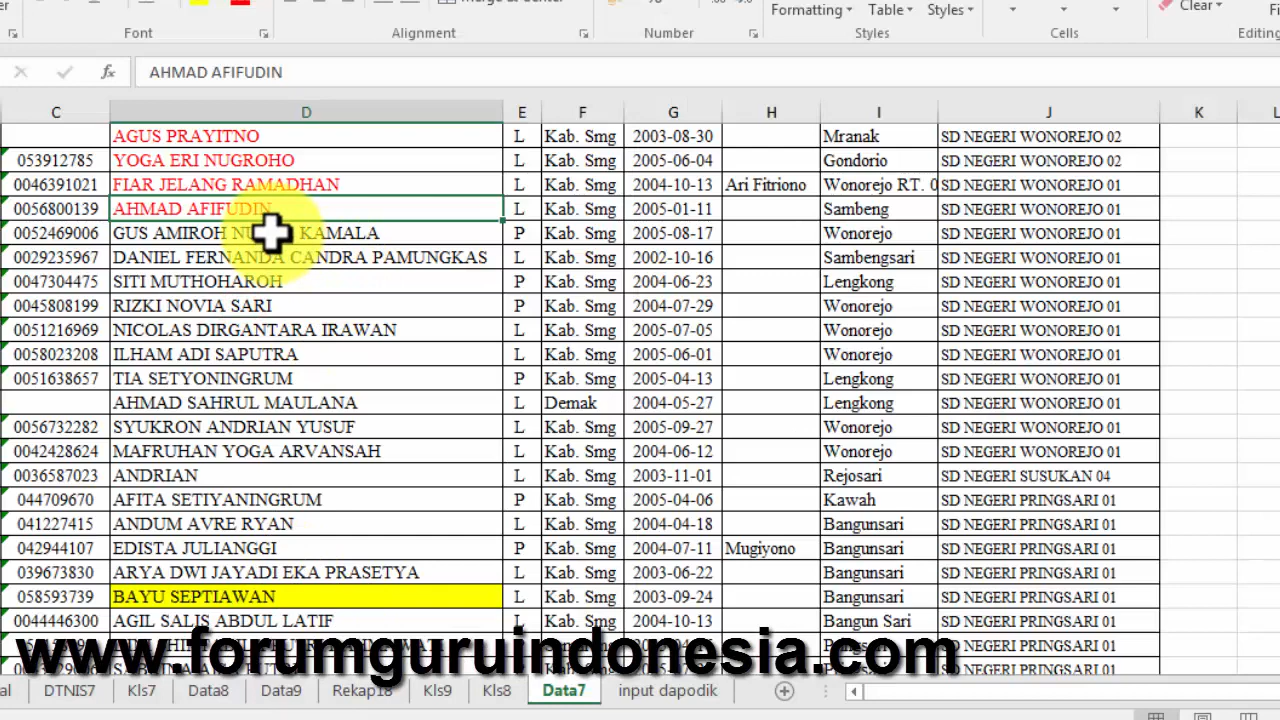 Merge & Center
Formatting Table Styles Clear
Font Alignment Number Styles Cells Editing
fx AHMAD AFIFUDIN
C D E F G H I J K L
AGUS PRAYITNO L Kab. Smg 2003-08-30 Mranak SD NEGERI WONOREJO 02
053912785 YOGA ERI NUGROHO L Kab. Smg 2005-06-04 Gondorio SD NEGERI WONOREJO 02
0046391021 FIAR JELANG RAMADHAN L Kab. Smg 2004-10-13 Ari Fitriono Wonorejo RT. 0 SD NEGERI WONOREJO 01
0056800139 AHMAD AFIFUDIN L Kab. Smg 2005-01-11 Sambeng SD NEGERI WONOREJO 01
0052469006 GUS AMIROH KAMALA P Kab. Smg 2005-08-17 Wonorejo SD NEGERI WONOREJO 01
0029235967 DANIEL FERNANDA CANDRA PAMUNGKAS L Kab. Smg 2002-10-16 Sambengsari SD NEGERI WONOREJO 01
0047304475 SITI MUTHOHAROH P Kab. Smg 2004-06-23 Lengkong SD NEGERI WONOREJO 01
0045808199 RIZKI NOVIA SARI P Kab. Smg 2004-07-29 Wonorejo SD NEGERI WONOREJO 01
0051216969 NICOLAS DIRGANTARA IRAWAN L Kab. Smg 2005-07-05 Wonorejo SD NEGERI WONOREJO 01
0058023208 ILHAM ADI SAPUTRA L Kab. Smg 2005-06-01 Wonorejo SD NEGERI WONOREJO 01
0051638657 TIA SETYONINGRUM P Kab. Smg 2005-04-13 Lengkong SD NEGERI WONOREJO 01
AHMAD SAHRUL MAULANA L Demak 2004-05-27 Lengkong SD NEGERI WONOREJO 01
0056732282 SYUKRON ANDRIAN YUSUF L Kab. Smg 2005-09-27 Wonorejo SD NEGERI WONOREJO 01
0042428624 MAFRUHAN YOGA ARVANSAH L Kab. Smg 2004-06-12 Wonorejo SD NEGERI WONOREJO 01
0036587023 ANDRIAN L Kab. Smg 2003-11-01 Rejosari SD NEGERI SUSUKAN 04
044709670 AFITA SETIYANINGRUM P Kab. Smg 2005-04-06 Kawah SD NEGERI PRINGSARI 01
041227415 ANDUM AVRE RYAN L Kab. Smg 2004-04-18 Bangunsari SD NEGERI PRINGSARI 01
042944107 EDISTA JULIANGGI P Kab. Smg 2004-07-11 Mugiyono Bangunsari SD NEGERI PRINGSARI 01
039673830 ARYA DWI JAYADI EKA PRASETYA L Kab. Smg 2003-06-22 Bangunsari SD NEGERI PRINGSARI 01
058593739 BAYU SEPTIAWAN L Kab. Smg 2003-09-24 Bangunsari SD NEGERI PRINGSARI 01
0044446300 AGIL SALIS ABDUL LATIF L Kab. Smg 2004-10-13 Bangun Sari SD NEGERI PRINGSARI 01
SD NEGERI PRINGSARI 01
www.forumguruindonesia.com
SD NEGERI PRINGSARI 01
DTNIS7 Kls7 Data8 Data9 Rekap18 Kls9 Kls8 Data7 input dapodik